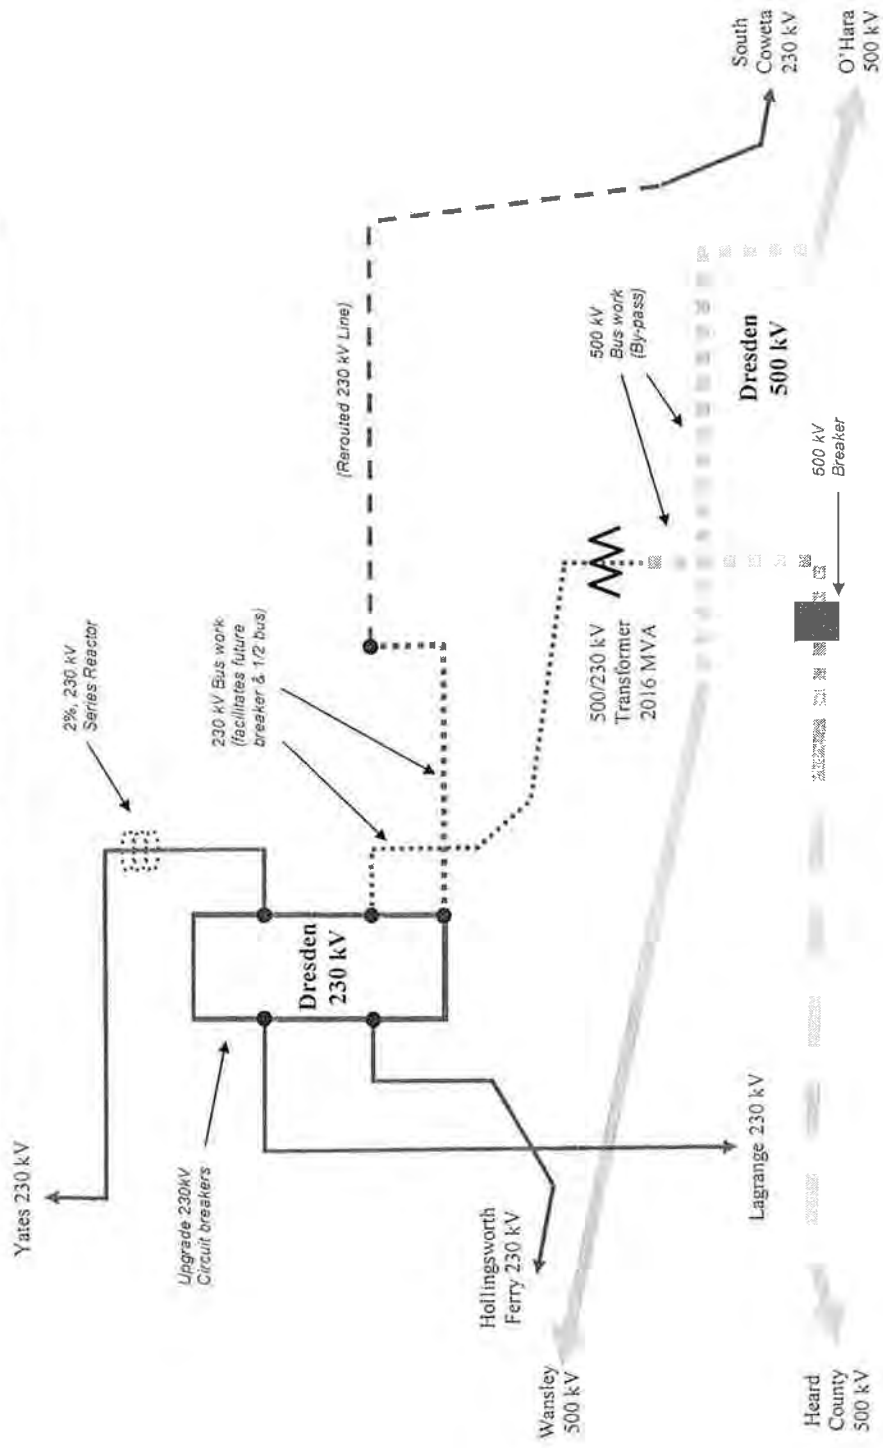 Yates 230 kV
2%, 230 kV
Series Reactor
Upgrade 230kV
Circuit breakers
Dresden
230 kV
230 kV Bus work
(facilitates future
breaker & 1/2 bus)
(Rerouted 230 kV Line)
Hollingsworth
Ferry 230 kV
Wansley
500 kV
Lagrange 230 kV
500/230 kV
Transformer
2016 MVA
500 kV
Bus work
(By-pass)
Dresden
500 kV
500 kV
Breaker
South
Coweta
230 kV
O'Hara
500 kV
Heard
County
500 kV